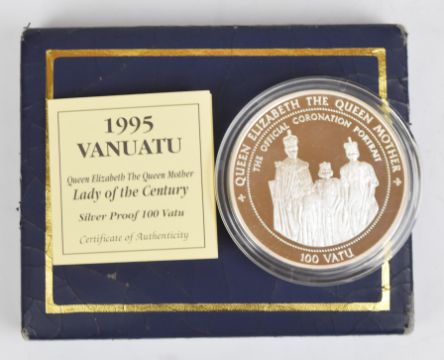 1995
VANUATU
Queen Elizabeth The Queen Mother
Lady of the Century
Silver Proof 100 Vatu
Certificate of Authenticity
QUEEN ELIZABETH THE QUEEN MOTHER
THE OFFICIAL CORONATION PORTRAIT
100 VATU